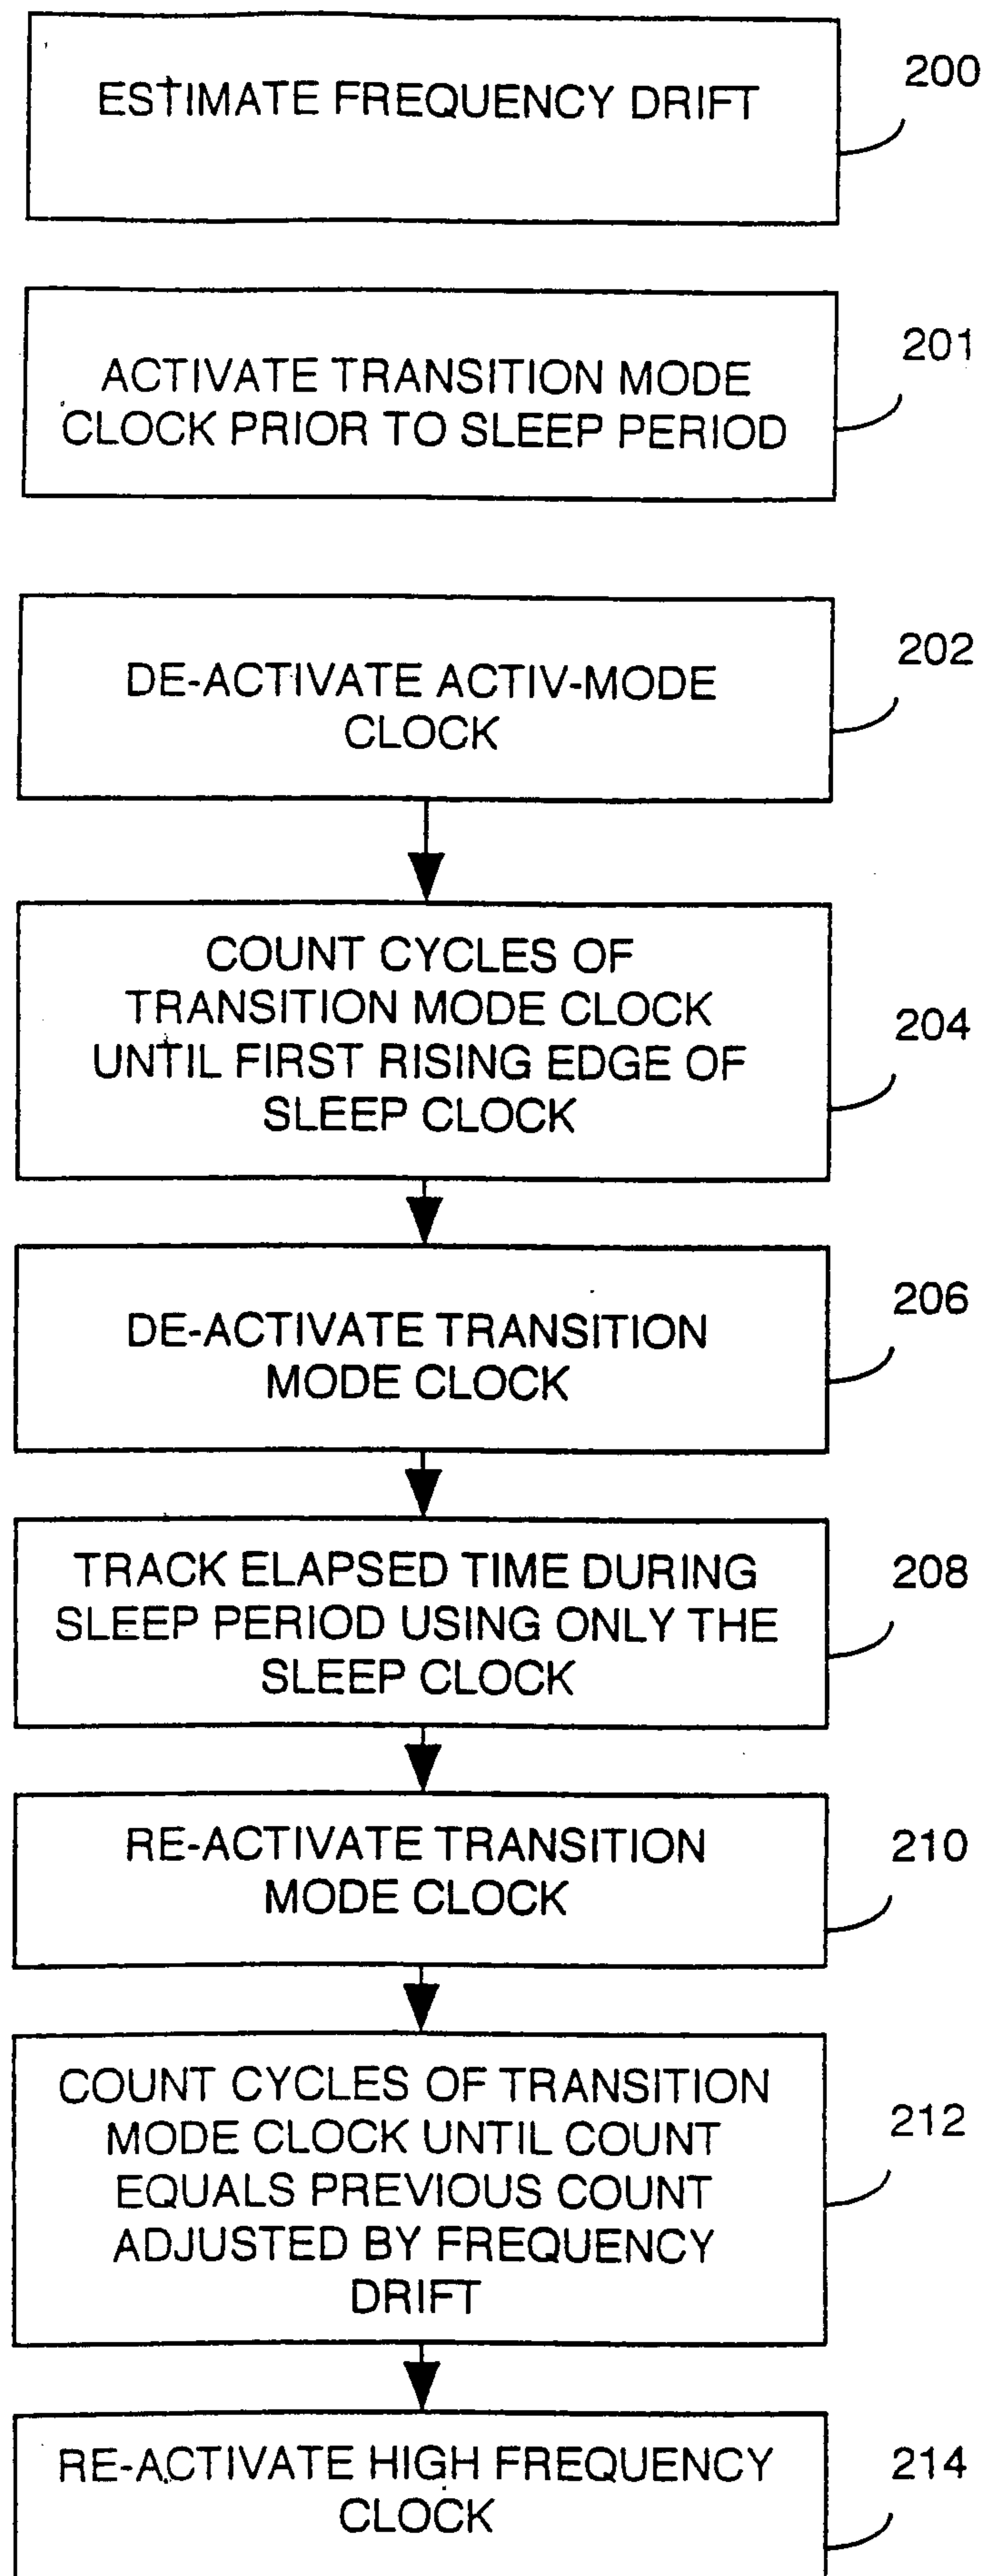 ESTIMATE FREQUENCY DRIFT
200
ACTIVATE TRANSITION MODE
CLOCK PRIOR TO SLEEP PERIOD
201
DE-ACTIVATE ACTIV-MODE
CLOCK
202
COUNT CYCLES OF
TRANSITION MODE CLOCK
UNTIL FIRST RISING EDGE OF
SLEEP CLOCK
204
DE-ACTIVATE TRANSITION
MODE CLOCK
206
TRACK ELAPSED TIME DURING
SLEEP PERIOD USING ONLY THE
SLEEP CLOCK
208
RE-ACTIVATE TRANSITION
MODE CLOCK
210
COUNT CYCLES OF TRANSITION
MODE CLOCK UNTIL COUNT
EQUALS PREVIOUS COUNT
ADJUSTED BY FREQUENCY
DRIFT
212
RE-ACTIVATE HIGH FREQUENCY
CLOCK
214